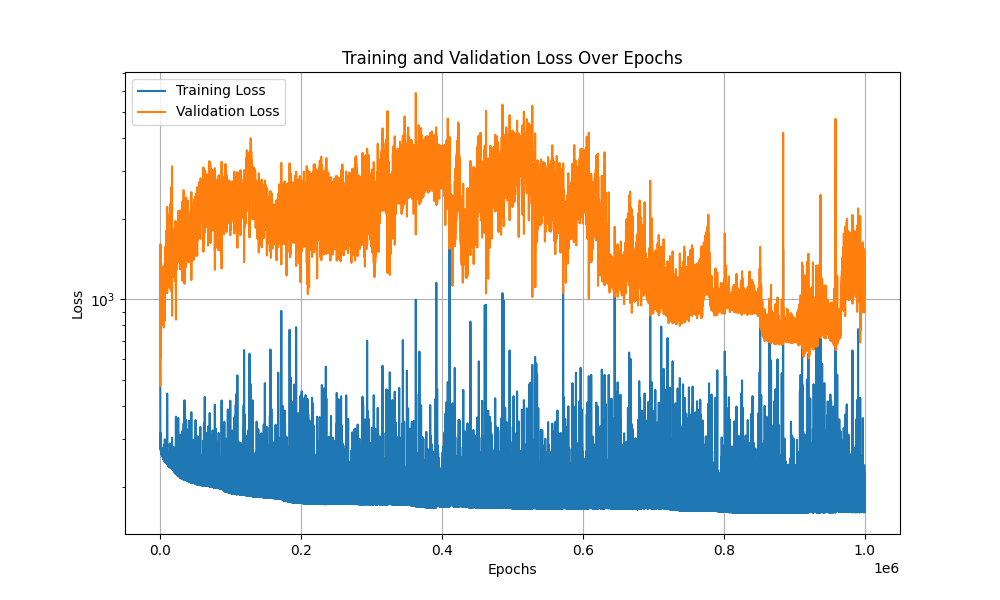 Training and Validation Loss Over Epochs
Training Loss
Validation Loss
Loss
10³
0.0 0.2 0.4 0.6 0.8 1.0
1e6
Epochs